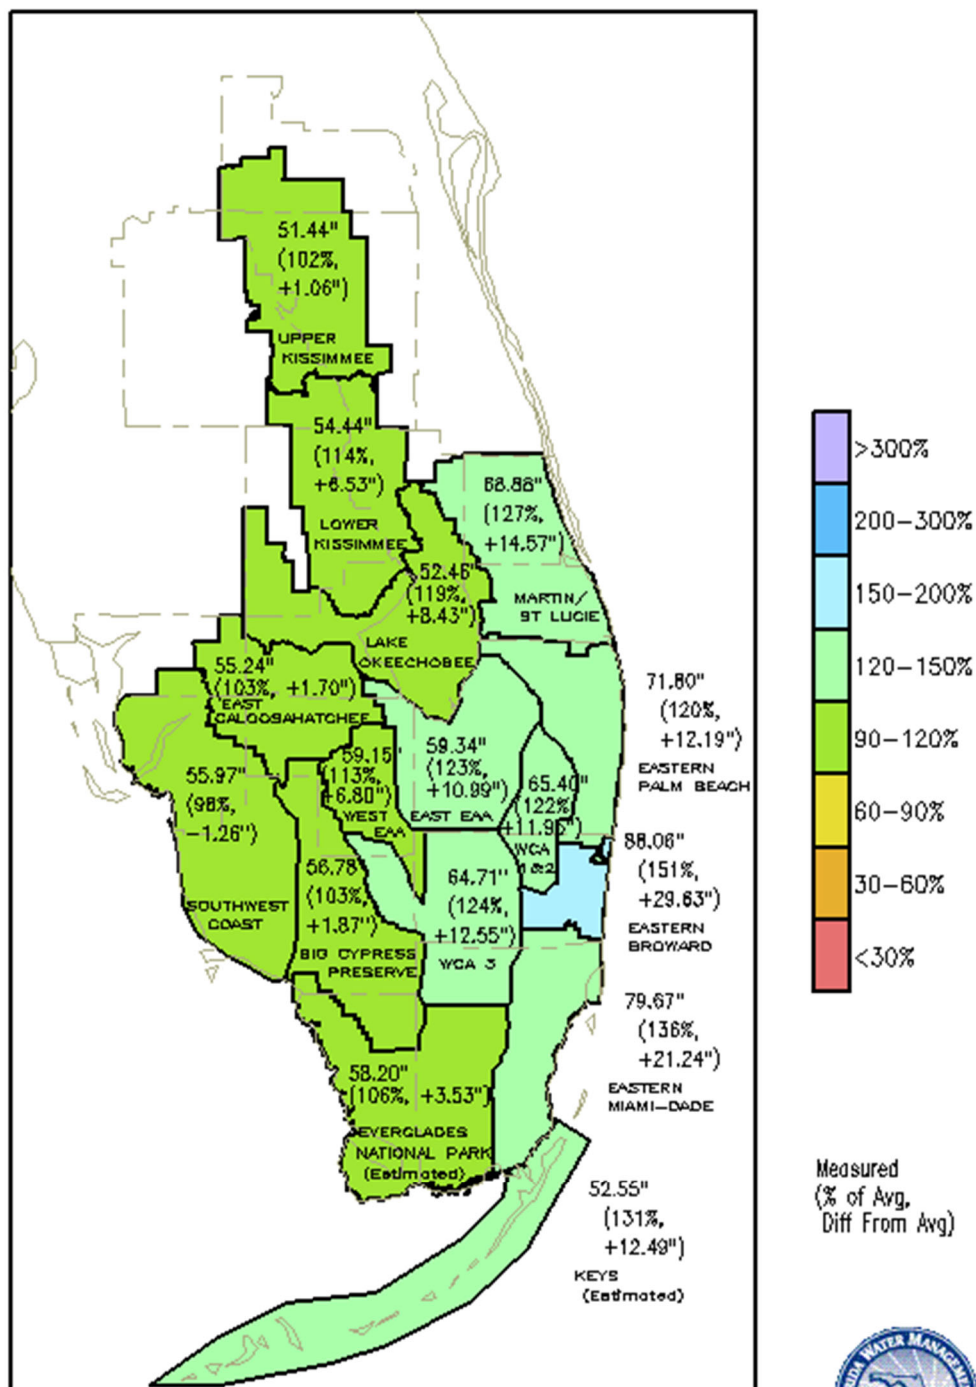 51.44"
(102%,
+1.06")
UPPER
KISSIMMEE
54.44"
(114%,
+6.53")
LOWER
KISSIMMEE
68.88"
(127%,
+14.57")
MARTIN/
ST LUCIE
52.46"
(119%,
+8.43")
LAKE
OKEECHOBEE
55.24"
(103%, +1.70")
EAST
CALOOSAHATCHEE
71.80"
(120%,
+12.19")
EASTERN
PALM BEACH
59.15"
(113%,
+6.80")
WEST
EAA
59.34"
(123%,
+10.99")
EAST EAA
65.40"
(122%
+11.95")
WCA
1 &2
55.97"
(98%,
-1.26")
SOUTHWEST
COAST
88.06"
(151%,
+29.63")
EASTERN
BROWARD
56.78"
(103%,
+1.87")
BIG CYPRESS
PRESERVE
64.71"
(124%,
+12.55")
WCA 3
79.67"
(136%,
+21.24")
EASTERN
MIAMI-DADE
58.20"
(106%, +3.53")
EVERGLADES
NATIONAL PARK
(Estimated)
52.55"
(131%,
+12.49")
KEYS
(Estimated)
>300%
200-300%
150-200%
120-150%
90-120%
60-90%
30-60%
<30%
Measured
(% of Avg,
Diff From Avg)
WATER